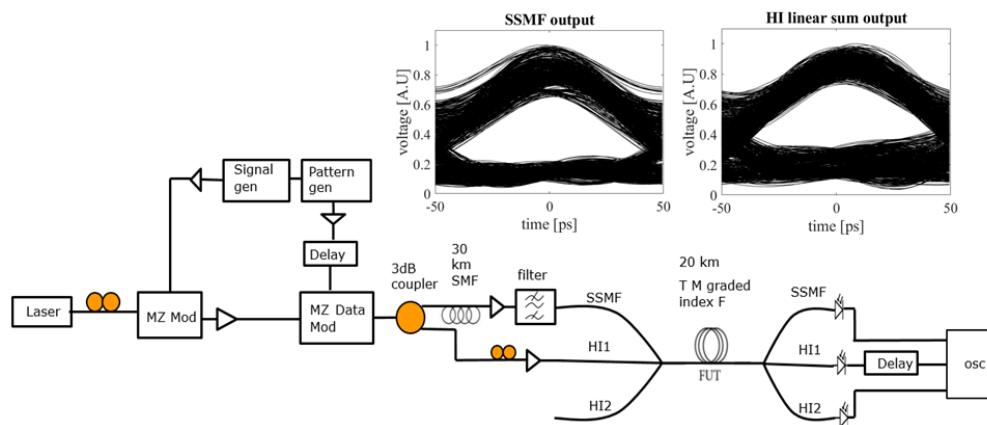 SSMF output
voltage [A.U]
1
0.8
0.6
0.4
0.2
0
-50
0
50
time [ps]
HI linear sum output
voltage [A.U]
1
0.8
0.6
0.4
0.2
0
-50
0
50
time [ps]
Signal
gen
Pattern
gen
Delay
Laser
MZ Mod
MZ Data
Mod
3dB
coupler
30
km
SMF
filter
SSMF
HI1
HI2
20 km
T M graded
index F
FUT
SSMF
HI1
HI2
Delay
osc